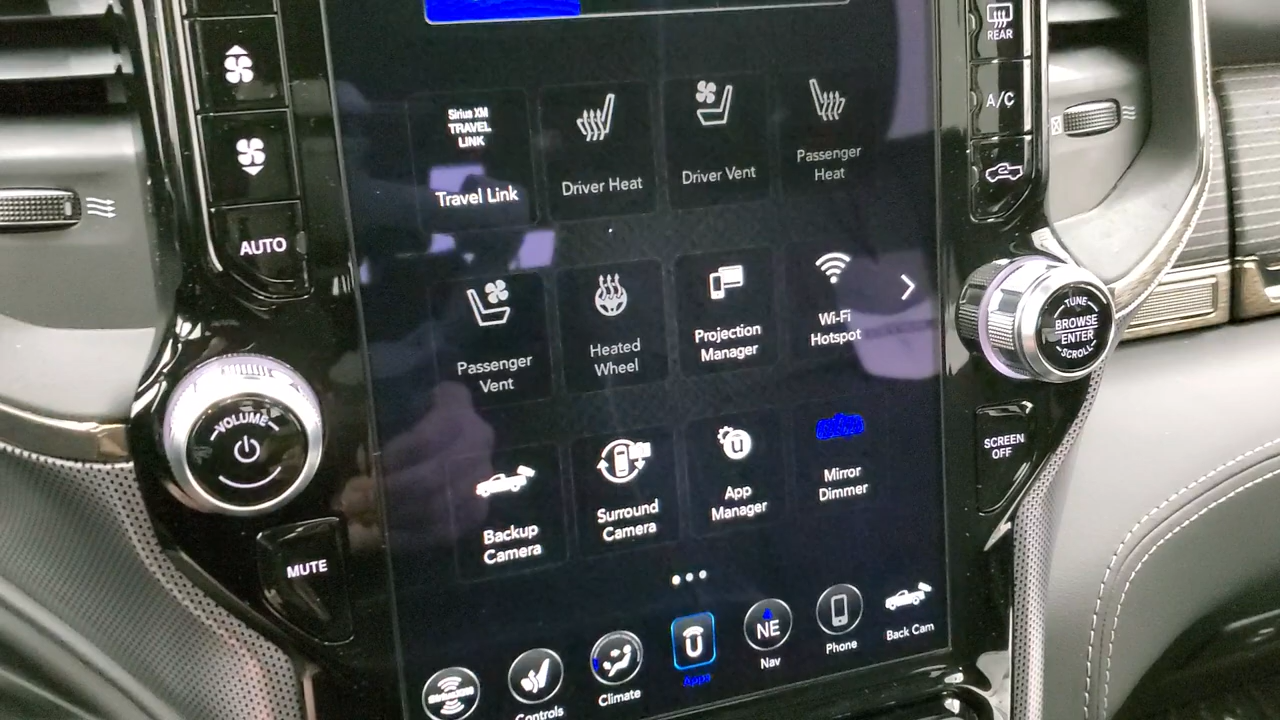 REAR
A/C
AUTO
Sirius XM
TRAVEL
LINK
Travel Link
Driver Heat
Driver Vent
Passenger
Heat
Passenger
Vent
Heated
Wheel
Projection
Manager
Wi-Fi
Hotspot
TUNE
BROWSE
ENTER
SCROLL
VOLUME
SCREEN
OFF
MUTE
Backup
Camera
Surround
Camera
App
Manager
Mirror
Dimmer
SiriusXM
Controls
Climate
Apps
NE
Nav
Phone
Back Cam